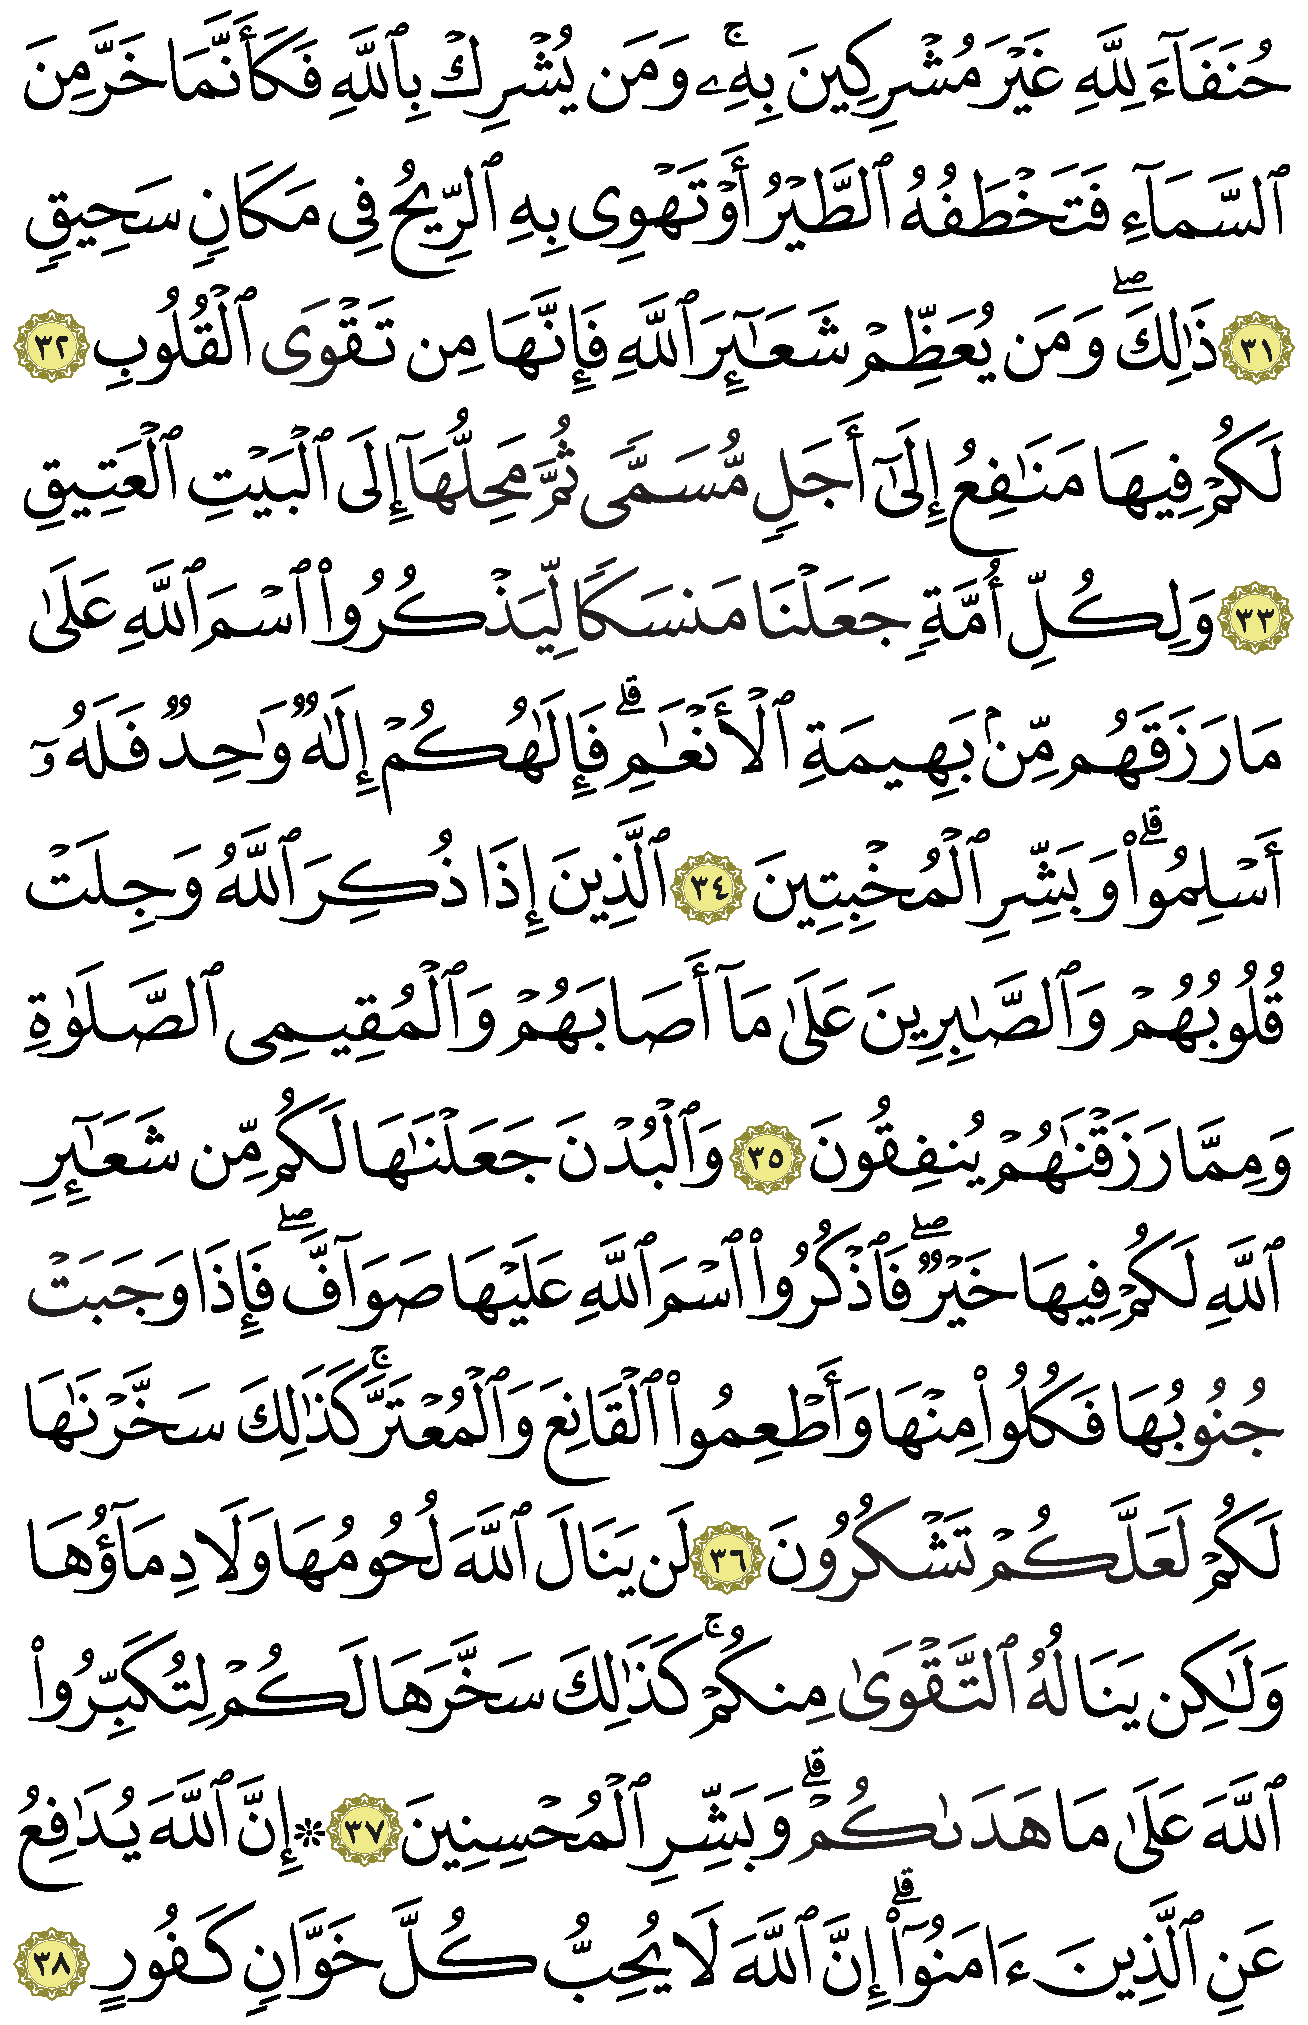 حُنَفَآءَ لِلَّهِ غَيْرَ مُشْرِكِينَ بِهِۦۚ وَمَن يُشْرِكْ بِٱللَّهِ فَكَأَنَّمَا خَرَّ مِنَ
ٱلسَّمَآءِ فَتَخْطَفُهُ ٱلطَّيْرُ أَوْ تَهْوِى بِهِ ٱلرِّيحُ فِى مَكَانٍ سَحِيقٍ
٣١ ذَٰلِكَۖ وَمَن يُعَظِّمْ شَعَـٰٓئِرَ ٱللَّهِ فَإِنَّهَا مِن تَقْوَى ٱلْقُلُوبِ ٣٢
لَكُمْ فِيهَا مَنَـٰفِعُ إِلَىٰٓ أَجَلٍ مُّسَمًّى ثُمَّ مَحِلُّهَآ إِلَى ٱلْبَيْتِ ٱلْعَتِيقِ
٣٣ وَلِكُلِّ أُمَّةٍ جَعَلْنَا مَنسَكًا لِّيَذْكُرُوا۟ ٱسْمَ ٱللَّهِ عَلَىٰ
مَا رَزَقَهُم مِّنۢ بَهِيمَةِ ٱلْأَنْعَـٰمِۗ فَإِلَـٰهُكُمْ إِلَـٰهٌ وَٰحِدٌ فَلَهُۥٓ
أَسْلِمُوا۟ۗ وَبَشِّرِ ٱلْمُخْبِتِينَ ٣٤ ٱلَّذِينَ إِذَا ذُكِرَ ٱللَّهُ وَجِلَتْ
قُلُوبُهُمْ وَٱلصَّـٰبِرِينَ عَلَىٰ مَآ أَصَابَهُمْ وَٱلْمُقِيمِى ٱلصَّلَوٰةِ
وَمِمَّا رَزَقْنَـٰهُمْ يُنفِقُونَ ٣٥ وَٱلْبُدْنَ جَعَلْنَـٰهَا لَكُم مِّن شَعَـٰٓئِرِ
ٱللَّهِ لَكُمْ فِيهَا خَيْرٌۖ فَٱذْكُرُوا۟ ٱسْمَ ٱللَّهِ عَلَيْهَا صَوَآفَّۖ فَإِذَا وَجَبَتْ
جُنُوبُهَا فَكُلُوا۟ مِنْهَا وَأَطْعِمُوا۟ ٱلْقَانِعَ وَٱلْمُعْتَرَّۚ كَذَٰلِكَ سَخَّرْنَـٰهَا
لَكُمْ لَعَلَّكُمْ تَشْكُرُونَ ٣٦ لَن يَنَالَ ٱللَّهَ لُحُومُهَا وَلَا دِمَآؤُهَا
وَلَـٰكِن يَنَالُهُ ٱلتَّقْوَىٰ مِنكُمْۚ كَذَٰلِكَ سَخَّرَهَا لَكُمْ لِتُكَبِّرُوا۟
ٱللَّهَ عَلَىٰ مَا هَدَىٰكُمْۗ وَبَشِّرِ ٱلْمُحْسِنِينَ ٣٧ ۞ إِنَّ ٱللَّهَ يُدَٰفِعُ
عَنِ ٱلَّذِينَ ءَامَنُوٓا۟ۗ إِنَّ ٱللَّهَ لَا يُحِبُّ كُلَّ خَوَّانٍ كَفُورٍ ٣٨